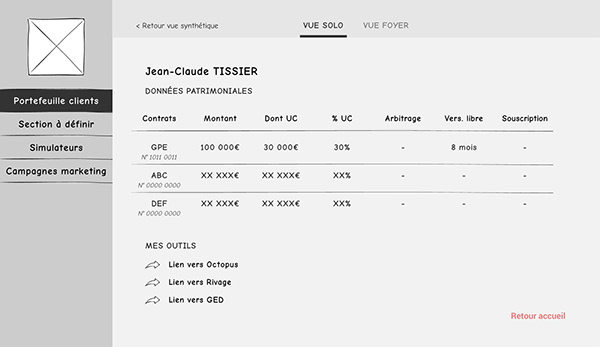 < Retour vue synthétique
VUE SOLO
VUE FOYER
Portefeuille clients
Section à définir
Simulateurs
Campagnes marketing
Jean-Claude TISSIER
DONNÉES PATRIMONIALES
Contrats Montant Dont UC % UC Arbitrage Vers. libre Souscription
GPE 100 000€ 30 000€ 30% - 8 mois -
N° 1011 0011
ABC XX XXX€ XX XXX€ XX% - - -
N° 0000 0000
DEF XX XXX€ XX XXX€ XX% - - -
N° 0000 0000
MES OUTILS
Lien vers Octopus
Lien vers Rivage
Lien vers GED
Retour accueil